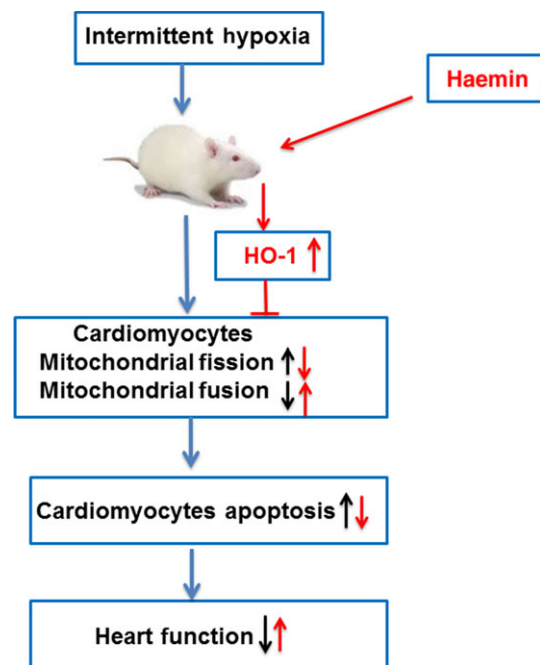 Intermittent hypoxia
Haemin
HO-1 ↑
Cardiomyocytes
Mitochondrial fission ↑↓
Mitochondrial fusion ↓↑
Cardiomyocytes apoptosis ↑↓
Heart function ↓↑